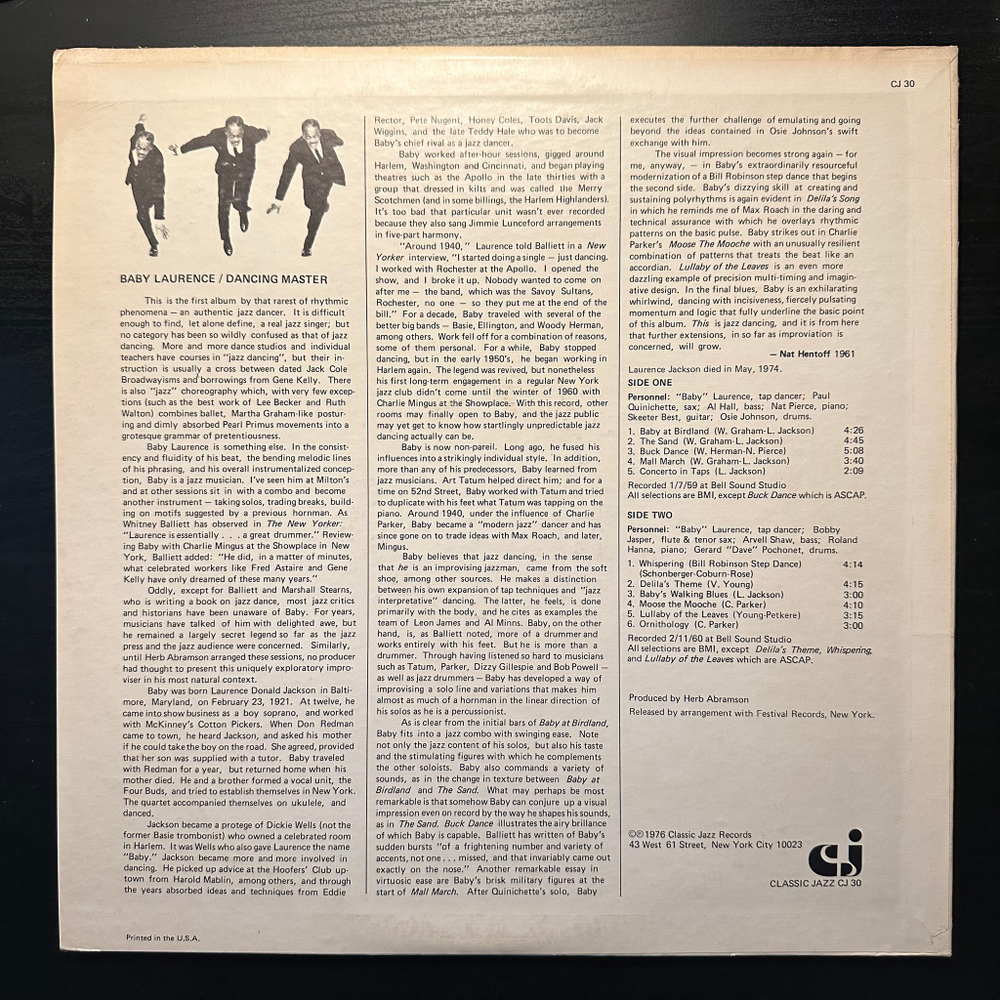 CJ 30
BABY LAURENCE / DANCING MASTER
This is the first album by that rarest of rhythmic
phenomena — an authentic jazz dancer. It is difficult
enough to find, let alone define, a real jazz singer; but
no category has been so wildly confused as that of jazz
dancing. More and more dance studios and individual
teachers have courses in "jazz dancing", but their in-
struction is usually a cross between dated Jack Cole
Broadwayisms and borrowings from Gene Kelly. There
is also "jazz" choreography which, with very few excep-
tions (such as the best work of Lee Becker and Ruth
Walton) combines ballet, Martha Graham-like postur-
ing and dimly absorbed Pearl Primus movements into a
grotesque grammar of pretentiousness.
Baby Laurence is something else. In the consist-
ency and fluidity of his beat, the bending melodic lines
of his phrasing, and his overall instrumentalized concep-
tion, Baby is a jazz musician. I've seen him at Milton's
and at other sessions sit in with a combo and become
another instrument — taking solos, trading breaks, build-
ing on motifs suggested by a previous hornman. As
Whitney Balliett has observed in The New Yorker:
"Laurence is essentially . . . a great drummer." Review-
ing Baby with Charlie Mingus at the Showplace in New
York, Balliett added: "He did, in a matter of minutes,
what celebrated workers like Fred Astaire and Gene
Kelly have only dreamed of these many years."
Oddly, except for Balliett and Marshall Stearns,
who is writing a book on jazz dance, most jazz critics
and historians have been unaware of Baby. For years,
musicians have talked of him with delighted awe, but
he remained a largely secret legend so far as the jazz
press and the jazz audience were concerned. Similarly,
until Herb Abramson arranged these sessions, no producer
had thought to present this uniquely exploratory impro-
viser in his most natural context.
Baby was born Laurence Donald Jackson in Balti-
more, Maryland, on February 23, 1921. At twelve, he
came into show business as a boy soprano, and worked
with McKinney's Cotton Pickers. When Don Redman
came to town, he heard Jackson, and asked his mother
if he could take the boy on the road. She agreed, provided
that her son was supplied with a tutor. Baby traveled
with Redman for a year, but returned home when his
mother died. He and a brother formed a vocal unit, the
Four Buds, and tried to establish themselves in New York.
The quartet accompanied themselves on ukulele, and
danced.
Jackson became a protege of Dickie Wells (not the
former Basie trombonist) who owned a celebrated room
in Harlem. It was Wells who also gave Laurence the name
"Baby." Jackson became more and more involved in
dancing. He picked up advice at the Hoofers' Club up-
town from Harold Mablin, among others, and through
the years absorbed ideas and techniques from Eddie
Printed in the U.S.A.
Rector, Pete Nugent, Honey Coles, Toots Davis, Jack
Wiggins, and the late Teddy Hale who was to become
Baby's chief rival as a jazz dancer.
Baby worked after-hour sessions, gigged around
Harlem, Washington and Cincinnati, and began playing
theatres such as the Apollo in the late thirties with a
group that dressed in kilts and was called the Merry
Scotchmen (and in some billings, the Harlem Highlanders).
It's too bad that particular unit wasn't ever recorded
because they also sang Jimmie Lunceford arrangements
in five-part harmony.
"Around 1940," Laurence told Balliett in a New
Yorker interview, "I started doing a single — just dancing.
I worked with Rochester at the Apollo. I opened the
show, and I broke it up. Nobody wanted to come on
after me — the band, which was the Savoy Sultans,
Rochester, no one — so they put me at the end of the
bill." For a decade, Baby traveled with several of the
better big bands — Basie, Ellington, and Woody Herman,
among others. Work fell off for a combination of reasons,
some of them personal. For a while, Baby stopped
dancing, but in the early 1950's, he began working in
Harlem again. The legend was revived, but nonetheless
his first long-term engagement in a regular New York
jazz club didn't come until the winter of 1960 with
Charlie Mingus at the Showplace. With this record, other
rooms may finally open to Baby, and the jazz public
may yet get to know how startlingly unpredictable jazz
dancing actually can be.
Baby is now non-pareil. Long ago, he fused his
influences into a strikingly individual style. In addition,
more than any of his predecessors, Baby learned from
jazz musicians. Art Tatum helped direct him; and for a
time on 52nd Street, Baby worked with Tatum and tried
to duplicate with his feet what Tatum was tapping on the
piano. Around 1940, under the influence of Charlie
Parker, Baby became a "modern jazz" dancer and has
since gone on to trade ideas with Max Roach, and later,
Mingus.
Baby believes that jazz dancing, in the sense
that he is an improvising jazzman, came from the soft
shoe, among other sources. He makes a distinction
between his own expansion of tap techniques and "jazz
interpretative" dancing. The latter, he feels, is done
primarily with the body, and he cites as examples the
team of Leon James and Al Minns. Baby, on the other
hand, is, as Balliett noted, more of a drummer and
works entirely with his feet. But he is more than a
drummer. Through having listened so hard to musicians
such as Tatum, Parker, Dizzy Gillespie and Bob Powell —
as well as jazz drummers — Baby has developed a way of
improvising a solo line and variations that makes him
almost as much of a hornman in the linear direction of
his solos as he is a percussionist.
As is clear from the initial bars of Baby at Birdland,
Baby fits into a jazz combo with swinging ease. Note
not only the jazz content of his solos, but also his taste
and the stimulating figures with which he complements
the other soloists. Baby also commands a variety of
sounds, as in the change in texture between Baby at
Birdland and The Sand. What may perhaps be most
remarkable is that somehow Baby can conjure up a visual
impression even on record by the way he shapes his sounds,
as in The Sand. Buck Dance illustrates the airy brillance
of which Baby is capable. Balliett has written of Baby's
sudden bursts "of a frightening number and variety of
accents, not one . . . missed, and that invariably came out
exactly on the nose." Another remarkable essay in
virtuosic ease are Baby's brisk military figures at the
start of Mall March. After Quinichette's solo, Baby
executes the further challenge of emulating and going
beyond the ideas contained in Osie Johnson's swift
exchange with him.
The visual impression becomes strong again — for
me, anyway, — in Baby's extraordinarily resourceful
modernization of a Bill Robinson step dance that begins
the second side. Baby's dizzying skill at creating and
sustaining polyrhythms is again evident in Delila's Song
in which he reminds me of Max Roach in the daring and
technical assurance with which he overlays rhythmic
patterns on the basic pulse. Baby strikes out in Charlie
Parker's Moose The Mooche with an unusually resilient
combination of patterns that treats the beat like an
accordian. Lullaby of the Leaves is an even more
dazzling example of precision multi-timing and imagin-
ative design. In the final blues, Baby is an exhilarating
whirlwind, dancing with incisiveness, fiercely pulsating
momentum and logic that fully underline the basic point
of this album. This is jazz dancing, and it is from here
that further extensions, in so far as improviation is
concerned, will grow.
— Nat Hentoff 1961
Laurence Jackson died in May, 1974.
SIDE ONE
Personnel: "Baby" Laurence, tap dancer; Paul
Quinichette, sax; Al Hall, bass; Nat Pierce, piano;
Skeeter Best, guitar; Osie Johnson, drums.
1. Baby at Birdland (W. Graham-L. Jackson) 4:26
2. The Sand (W. Graham-L. Jackson) 4:45
3. Buck Dance (W. Herman-N. Pierce) 5:08
4. Mall March (W. Graham-L. Jackson) 3:40
5. Concerto in Taps (L. Jackson) 2:09
Recorded 1/7/59 at Bell Sound Studio
All selections are BMI, except Buck Dance which is ASCAP.
SIDE TWO
Personnel: "Baby" Laurence, tap dancer; Bobby
Jasper, flute & tenor sax; Arvell Shaw, bass; Roland
Hanna, piano; Gerard "Dave" Pochonet, drums.
1. Whispering (Bill Robinson Step Dance) 4:14
(Schonberger-Coburn-Rose)
2. Delila's Theme (V. Young) 4:15
3. Baby's Walking Blues (L. Jackson) 3:00
4. Moose the Mooche (C. Parker) 4:10
5. Lullaby of the Leaves (Young-Petkere) 3:15
6. Ornithology (C. Parker) 3:00
Recorded 2/11/60 at Bell Sound Studio
All selections are BMI, except Delila's Theme, Whispering,
and Lullaby of the Leaves which are ASCAP.
Produced by Herb Abramson
Released by arrangement with Festival Records, New York.
©℗1976 Classic Jazz Records
43 West 61 Street, New York City 10023
cj
CLASSIC JAZZ CJ 30